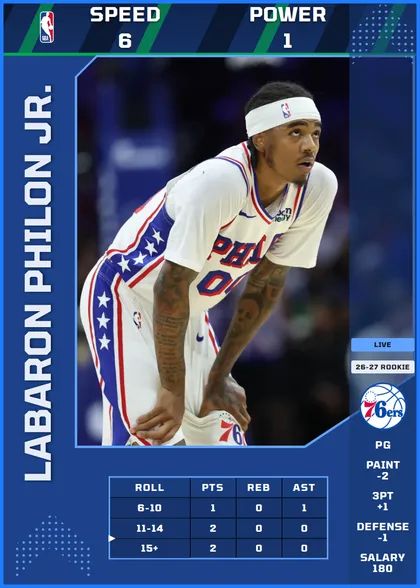 SPEED
6
POWER
1
LABARON PHILON JR.
PHILA
LIVE
26-27 ROOKIE
76ers
PG
PAINT
-2
3PT
+1
DEFENSE
-1
SALARY
180
ROLL PTS REB AST
6-10 1 0 1
11-14 2 0 0
15+ 2 0 0